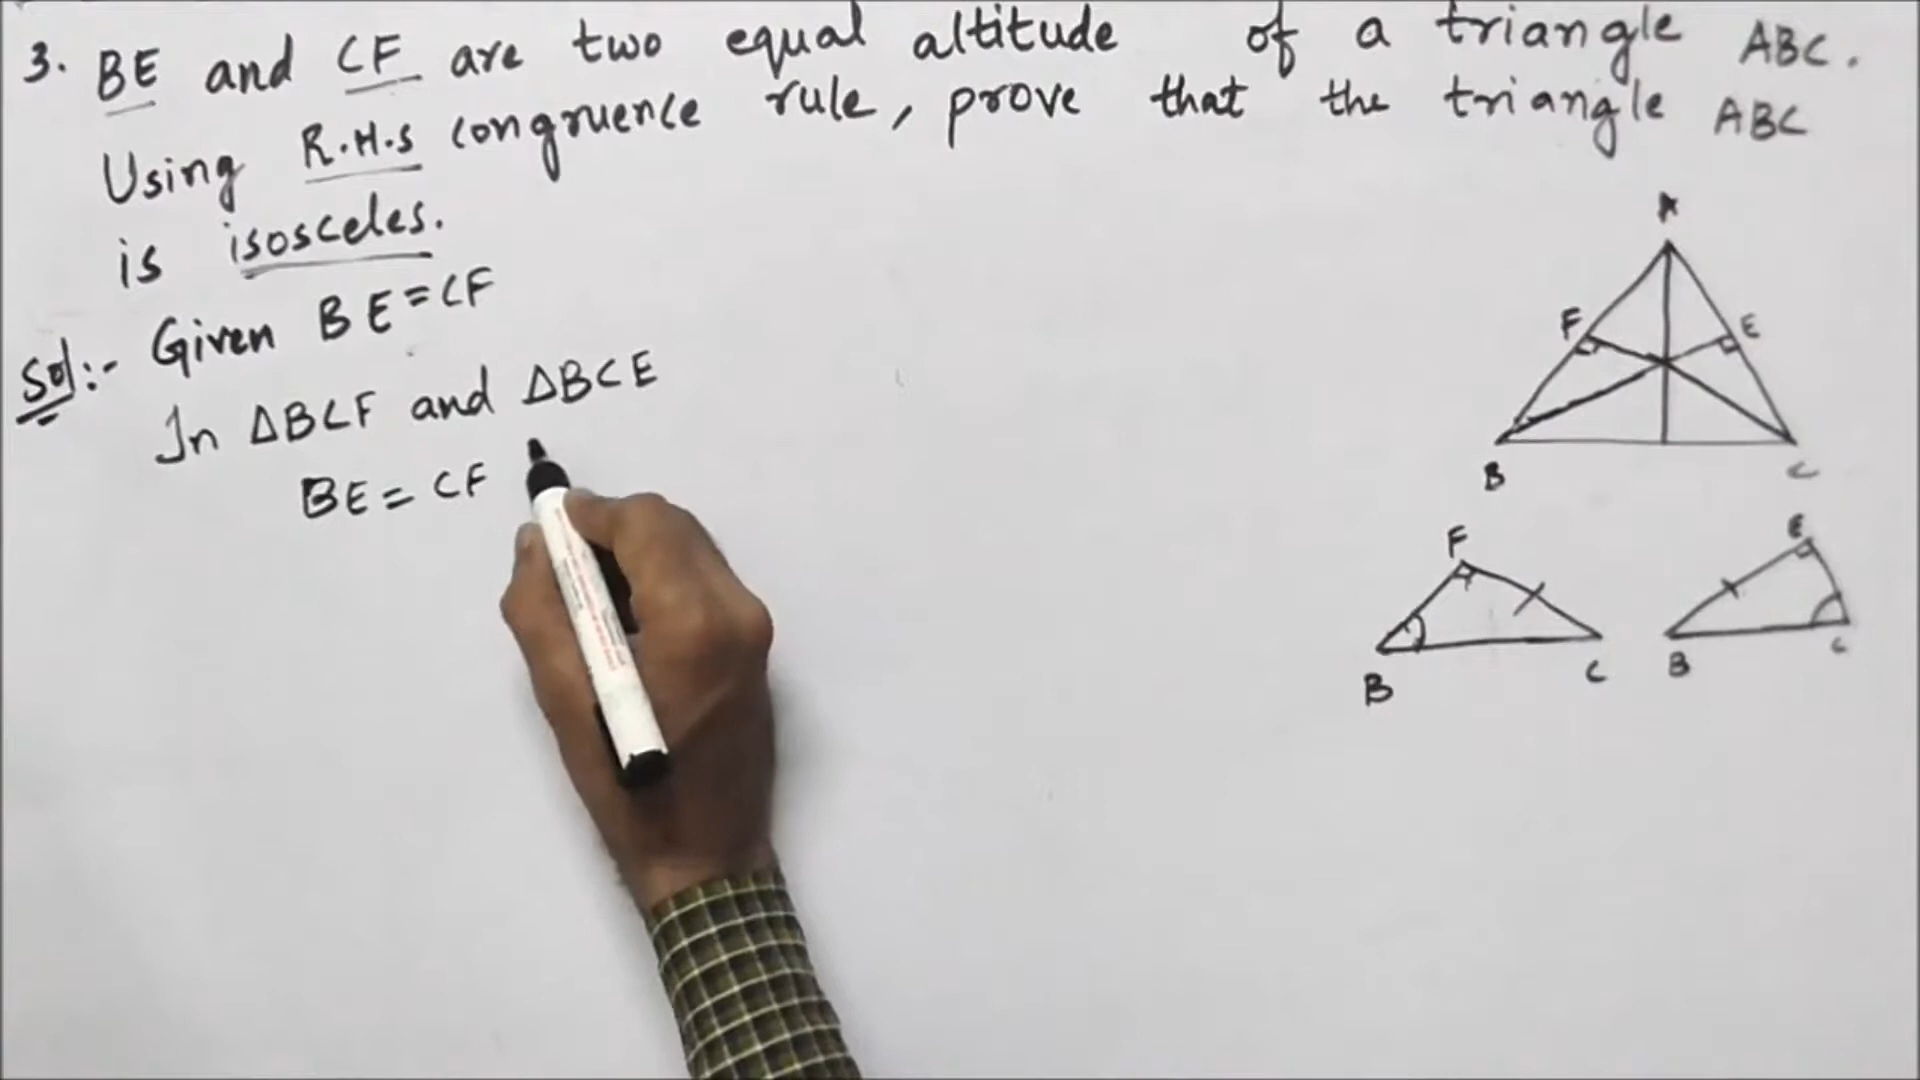 3. BE and CF are two equal altitude of a triangle ABC.
Using R.H.S congruence rule, prove that the triangle ABC
is isosceles.
Sol:- Given BE=CF
In ΔBCF and ΔBCE
BE = CF
A
F E
B C
F E
B C B C